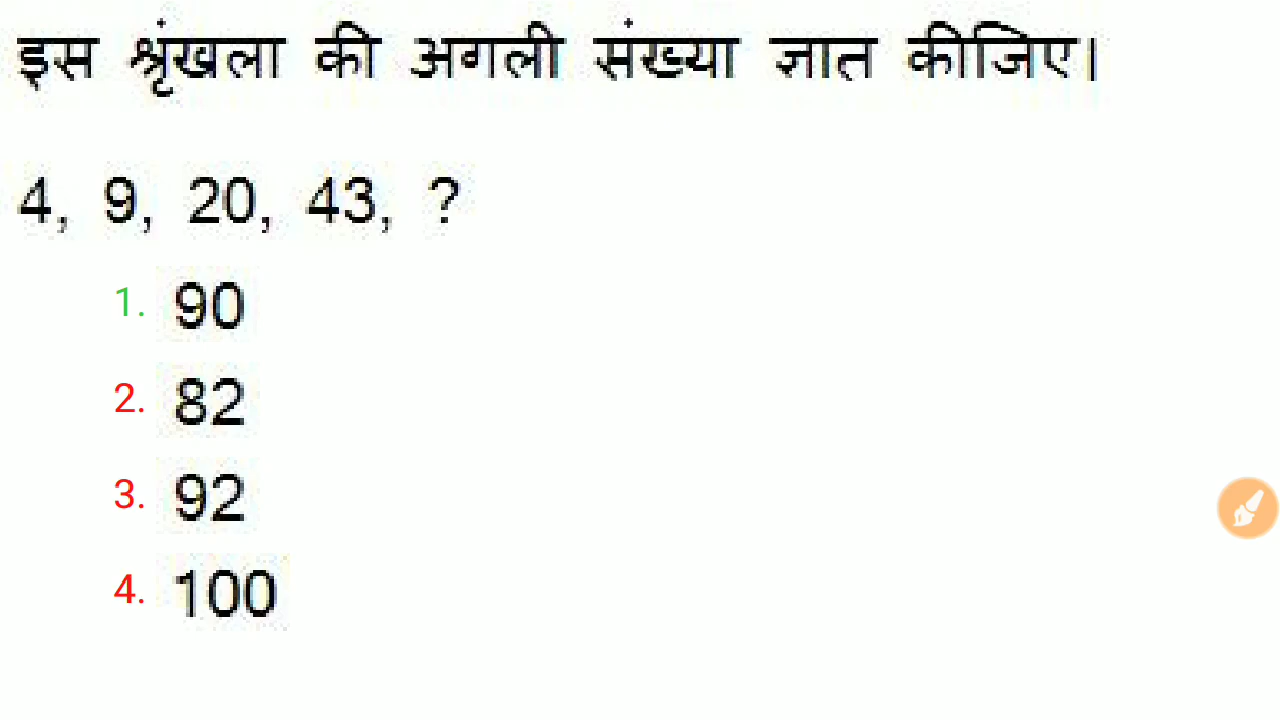 इस श्रृंखला की अगली संख्या ज्ञात कीजिए।
4, 9, 20, 43, ?
1. 90
2. 82
3. 92
4. 100